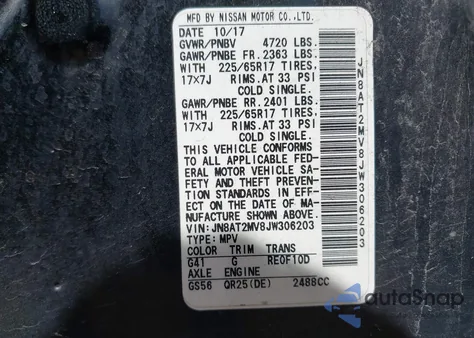 MFD BY NISSAN MOTOR CO.,LTD.
DATE 10/17
GVWR/PNBV 4720 LBS.
GAWR/PNBE FR.2363 LBS.
WITH 225/65R17 TIRES,
17×7J RIMS.AT 33 PSI
COLD SINGLE.
GAWR/PNBE RR.2401 LBS.
WITH 225/65R17 TIRES,
17×7J RIMS.AT 33 PSI
COLD SINGLE.
THIS VEHICLE CONFORMS
TO ALL APPLICABLE FED-
ERAL MOTOR VEHICLE SA-
FETY AND THEFT PREVEN-
TION STANDARDS IN EFF-
ECT ON THE DATE OF MA-
NUFACTURE SHOWN ABOVE.
VIN:JN8AT2MV8JW306203
TYPE:MPV
COLOR TRIM TRANS
G41 G RE0F10D
AXLE ENGINE
GS56 QR25(DE) 2488CC
JN8AT2MV8JW306203
autoSnap